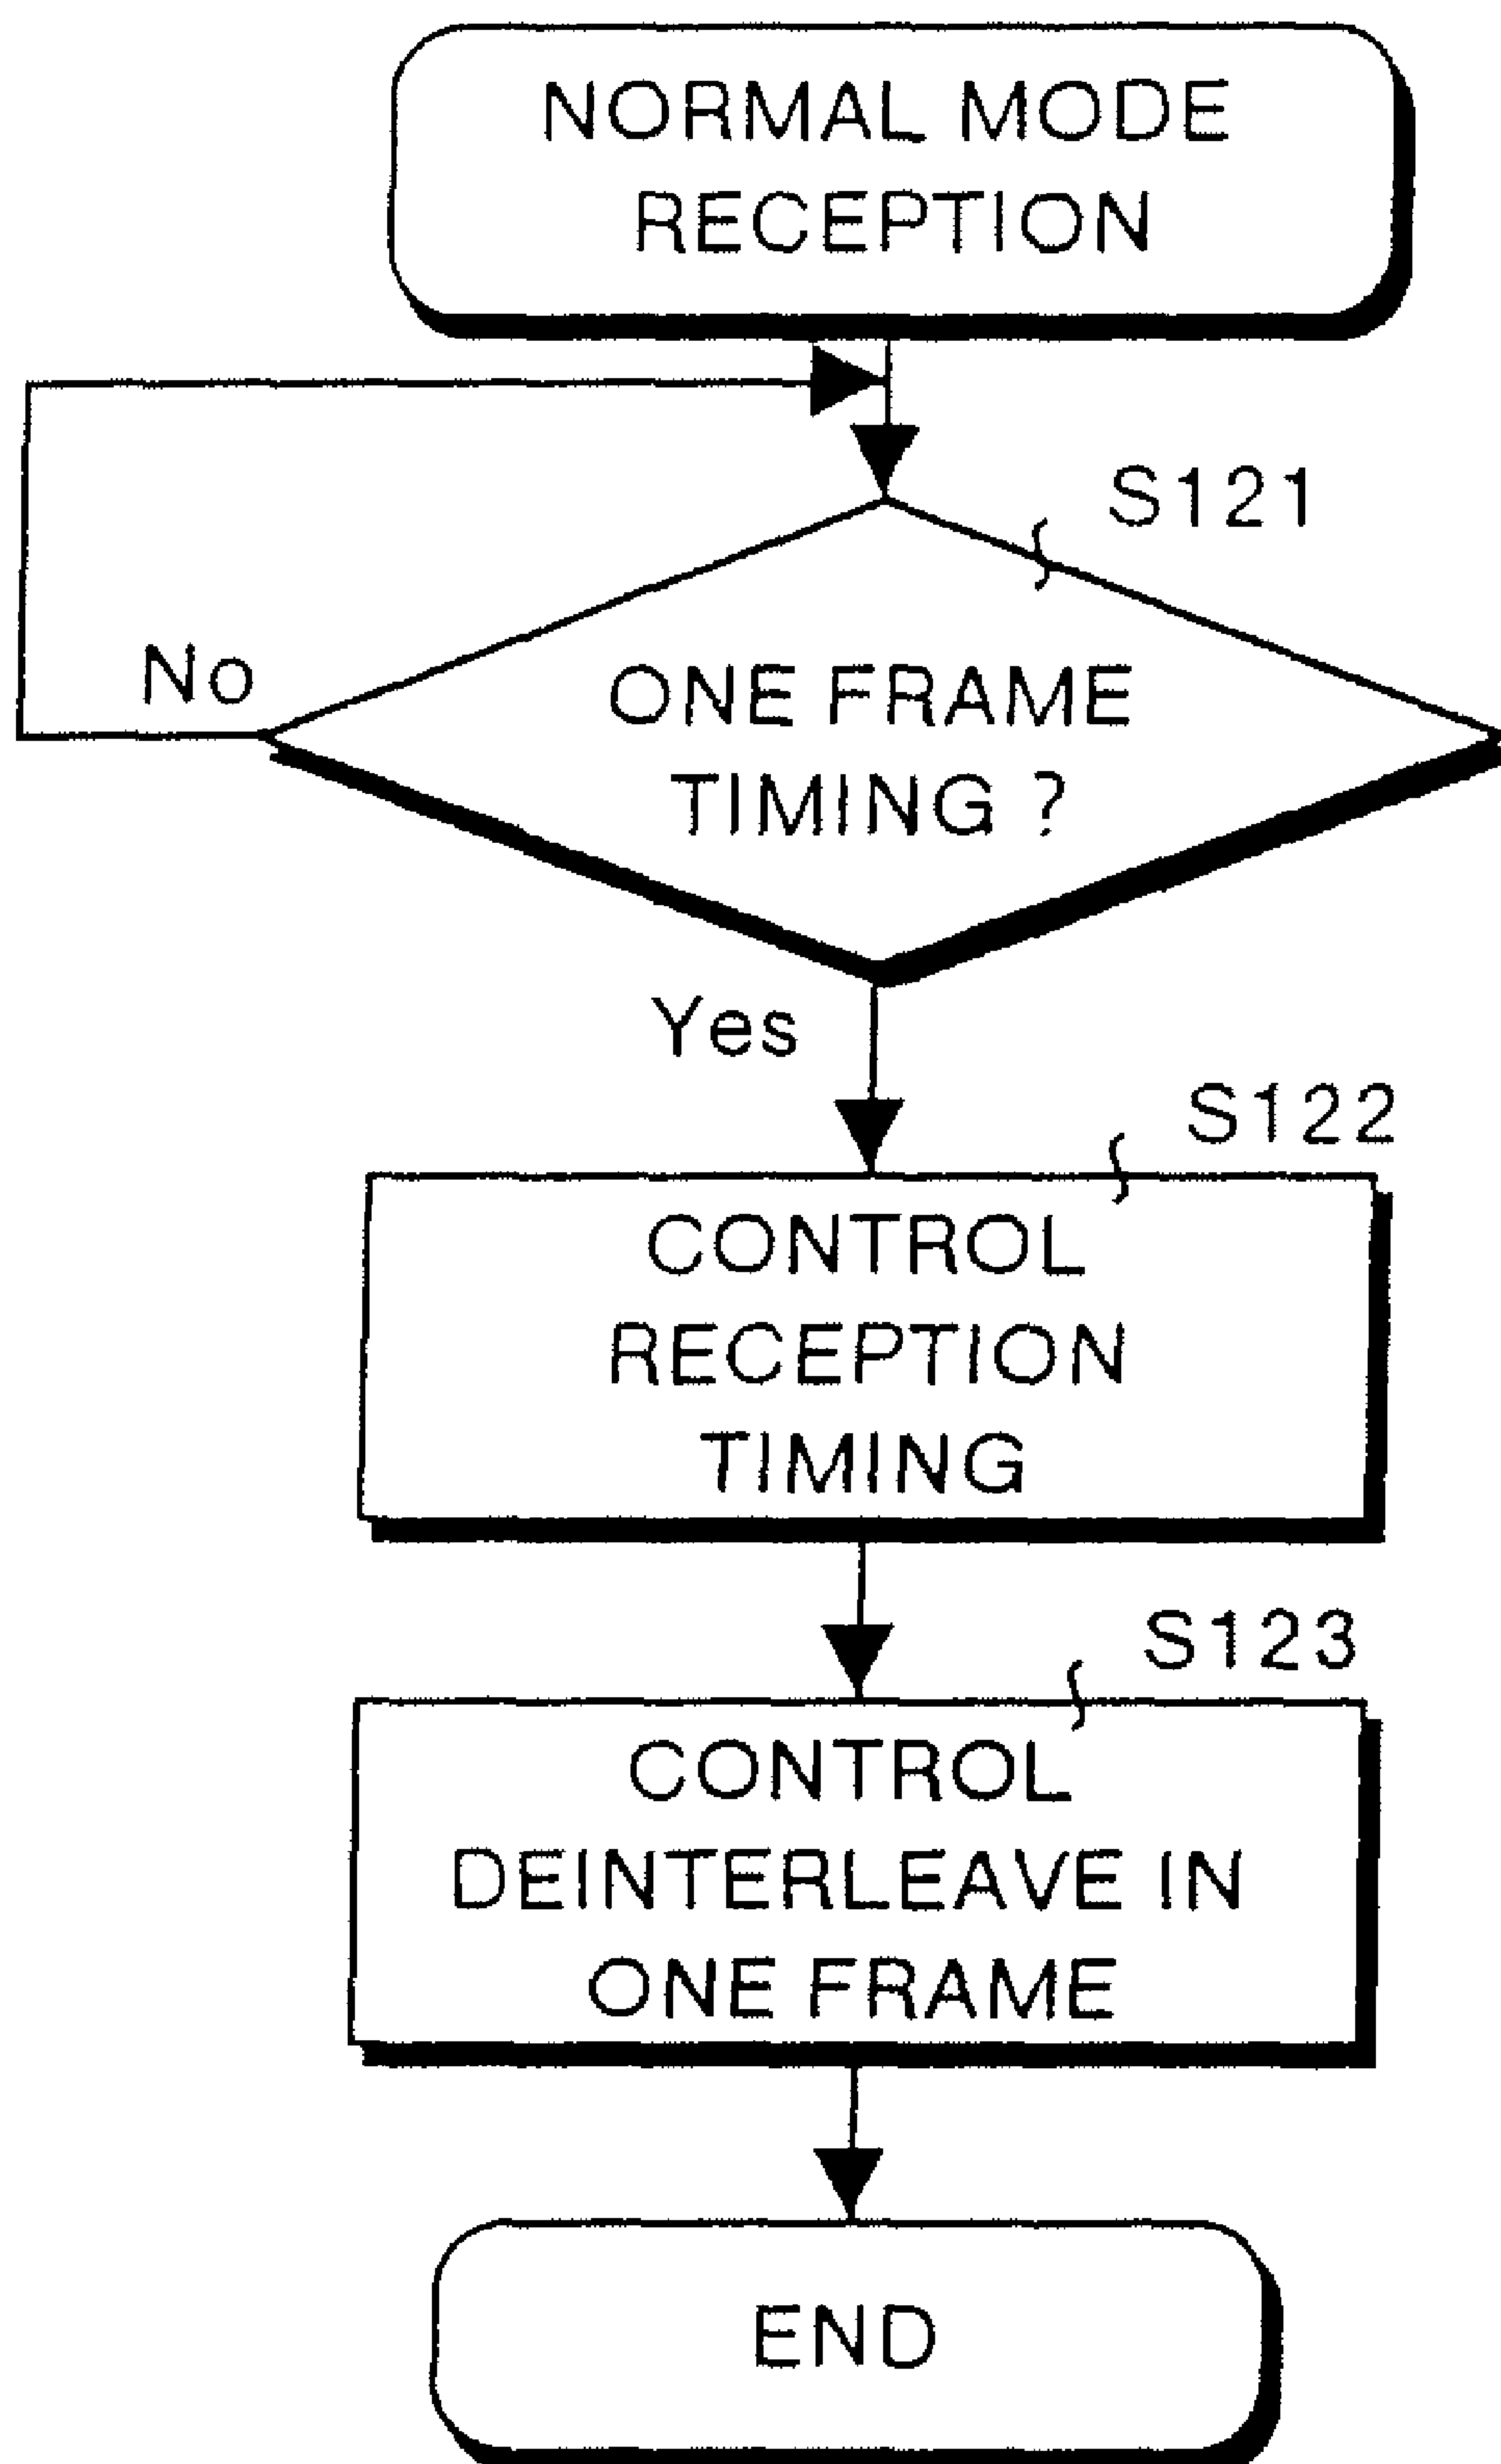 NORMAL MODE
RECEPTION
S121
No
ONE FRAME
TIMING ?
Yes
S122
CONTROL
RECEPTION
TIMING
S123
CONTROL
DEINTERLEAVE IN
ONE FRAME
END